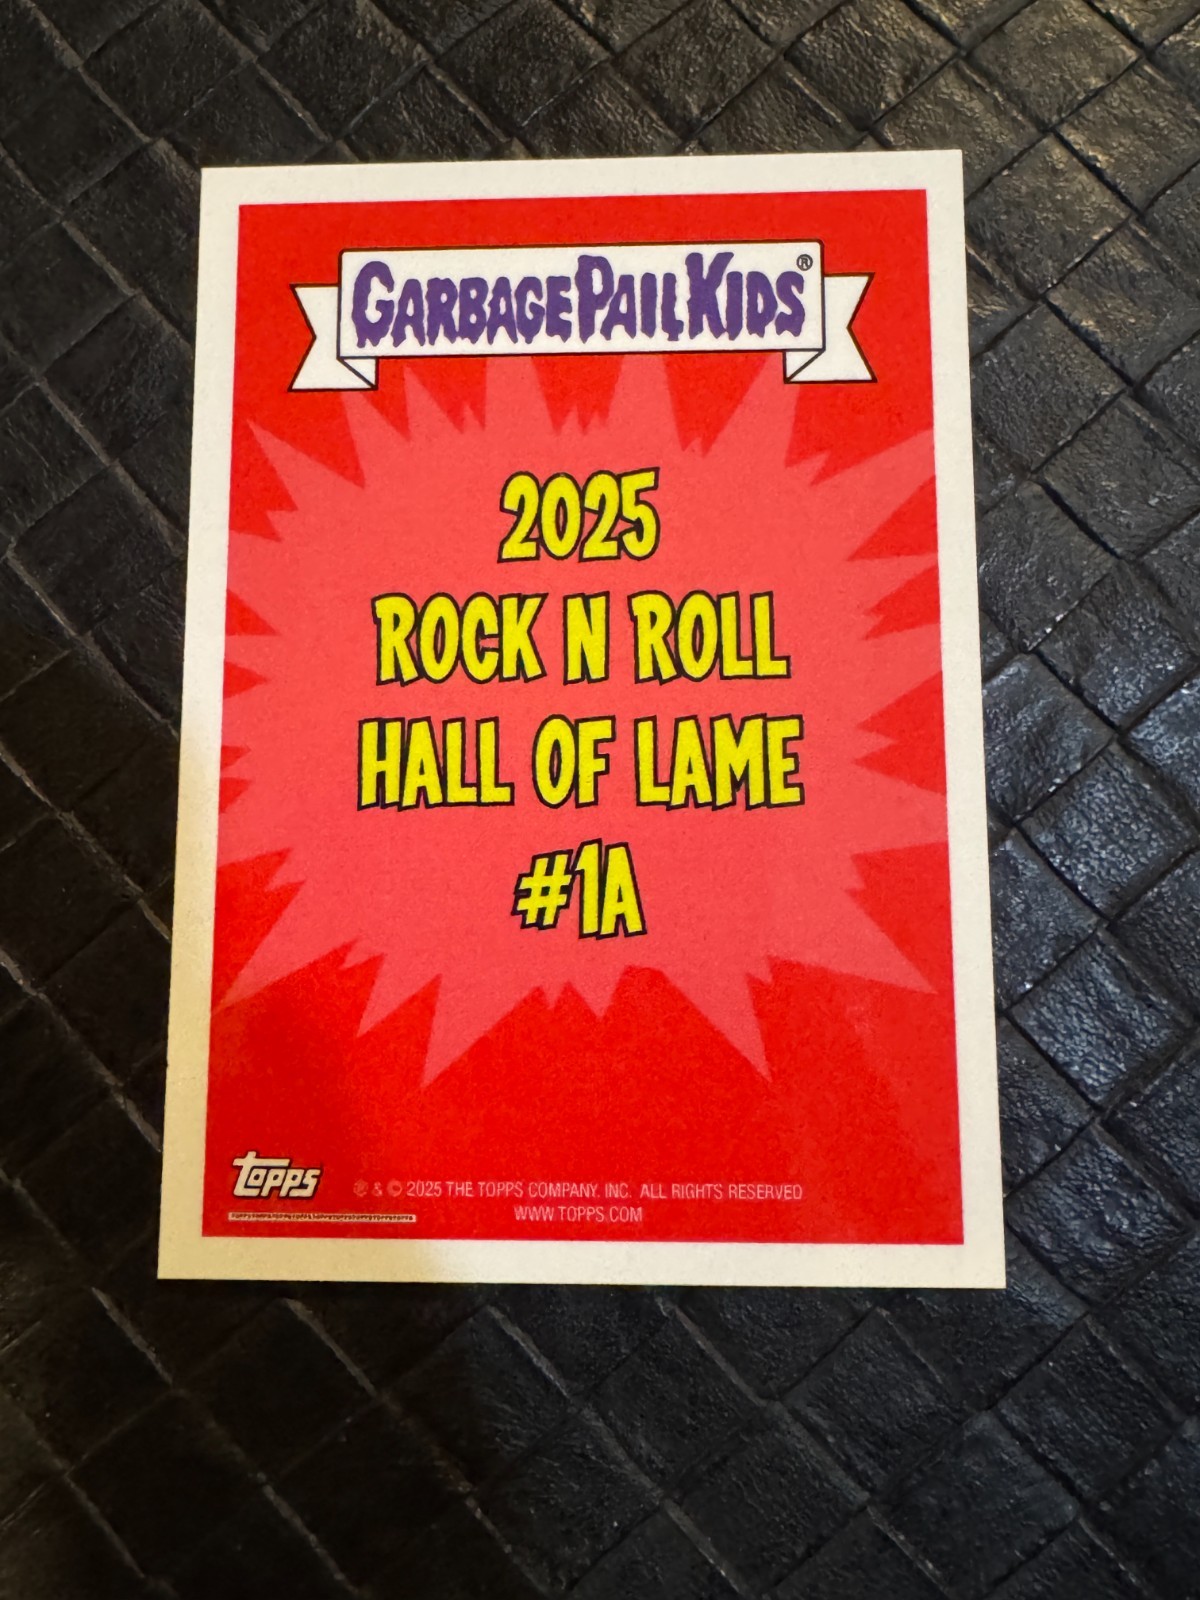 GARBAGE PAIL KIDS®
2025
ROCK N ROLL
HALL OF LAME
#1A
topps
℗ & © 2025 THE TOPPS COMPANY, INC. ALL RIGHTS RESERVED
WWW.TOPPS.COM